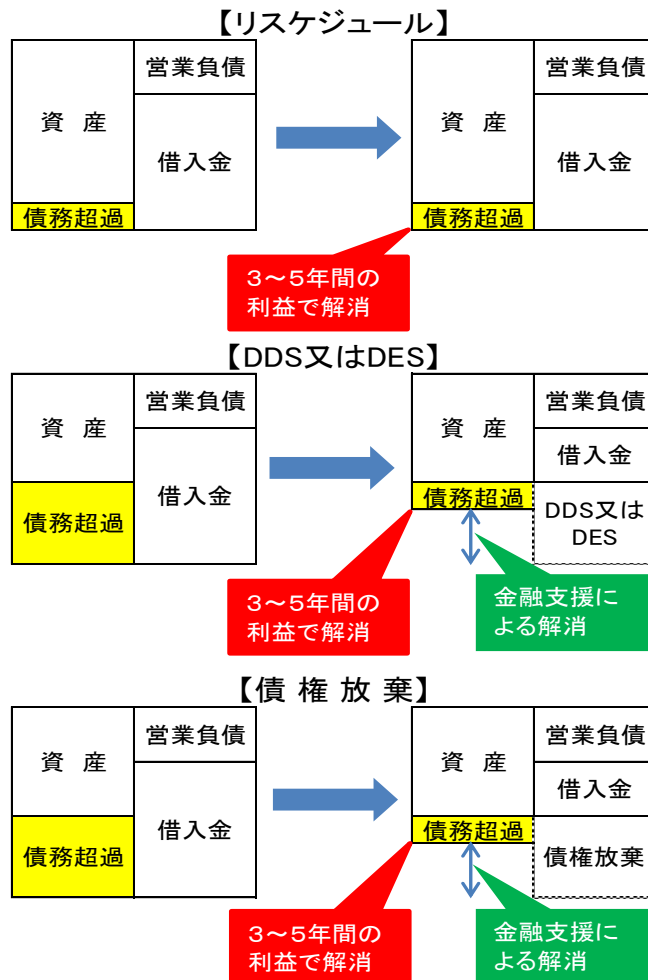 【リスケジュール】
資　産
営業負債
借入金
債務超過
資　産
営業負債
借入金
債務超過
３～５年間の
利益で解消
【DDS又はDES】
資　産
営業負債
借入金
債務超過
資　産
営業負債
借入金
債務超過
DDS又は
DES
３～５年間の
利益で解消
金融支援に
よる解消
【債 権 放 棄】
資　産
営業負債
借入金
債務超過
資　産
営業負債
借入金
債務超過
債権放棄
３～５年間の
利益で解消
金融支援に
よる解消